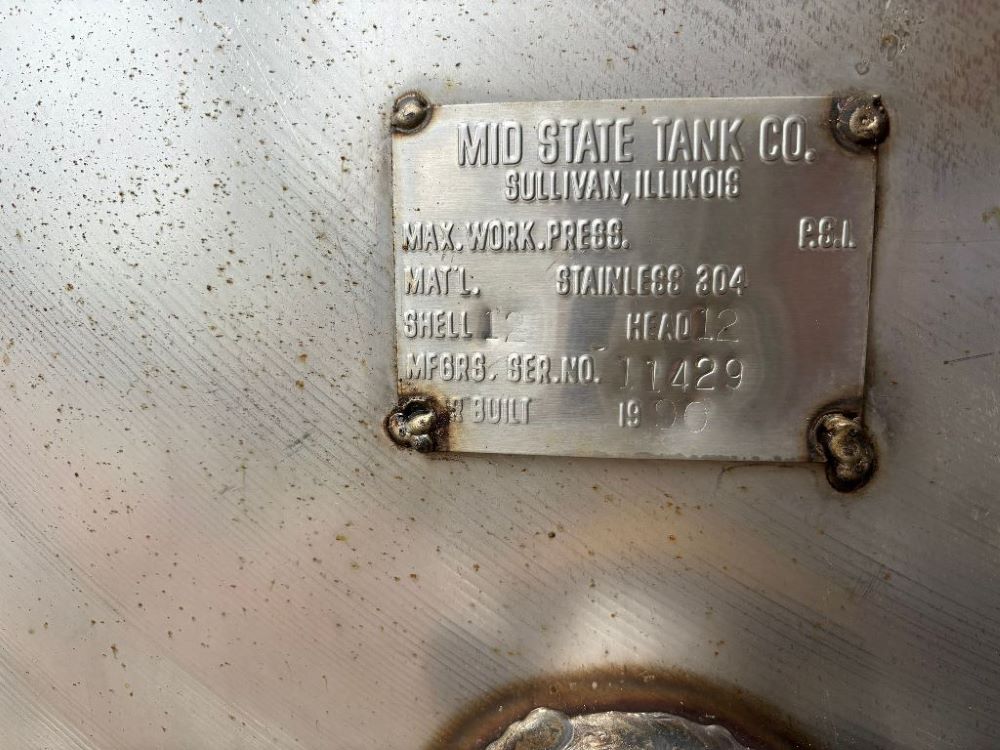 MID STATE TANK CO.
SULLIVAN, ILLINOIS
MAX. WORK. PRESS. P.S.I.
MAT'L. STAINLESS 304
SHELL 12 HEAD 12
MFGRS. SER. NO. 11429
BUILT 1990